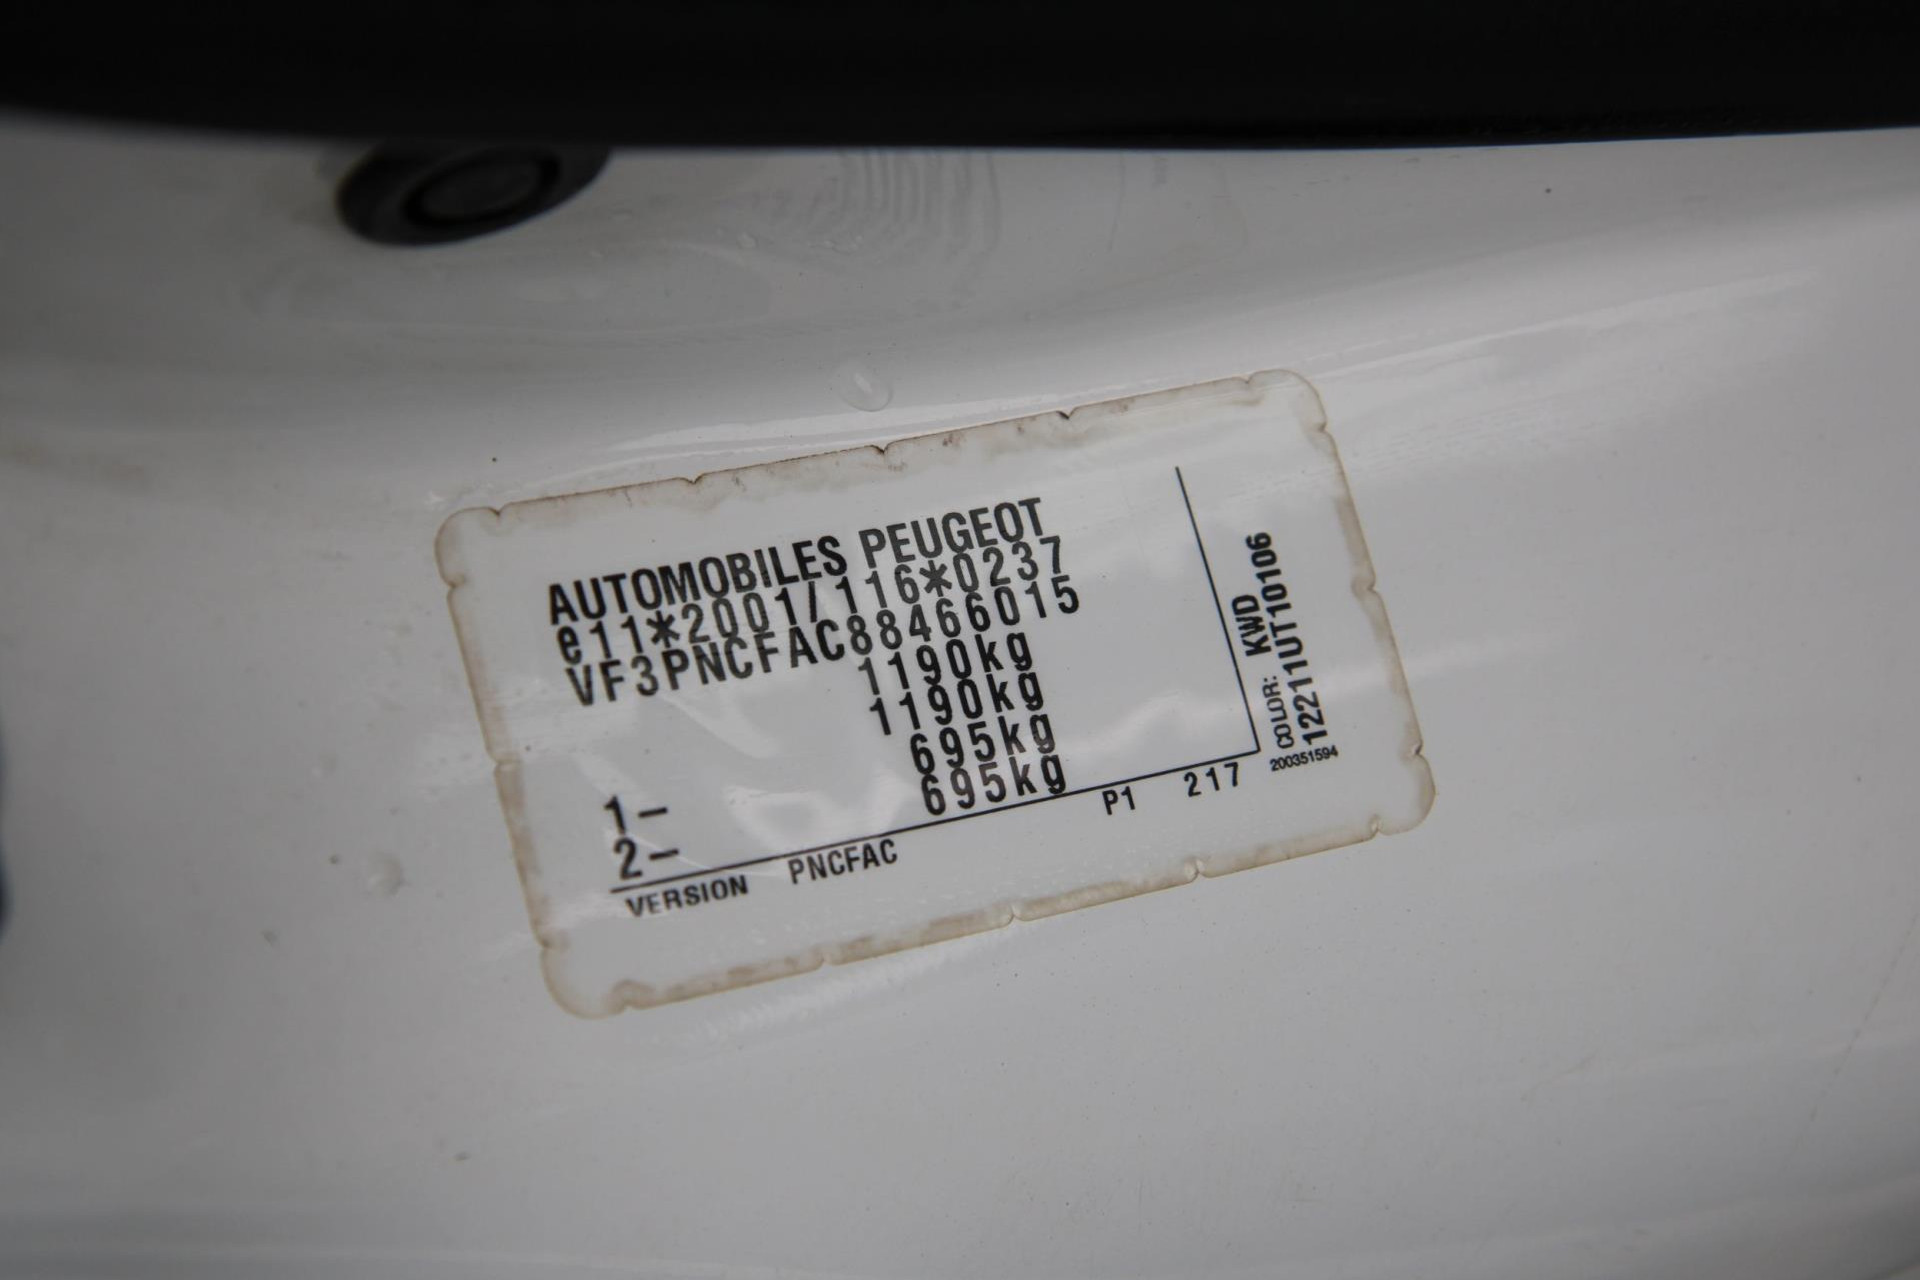 AUTOMOBILES PEUGEOT
e11*2001/116*0237
VF3PNCFAC88466015
1190kg
1190kg
1- 695kg
2- 695kg
VERSION PNCFAC P1 217
COLOR: KWD
12211UT10106
200351594